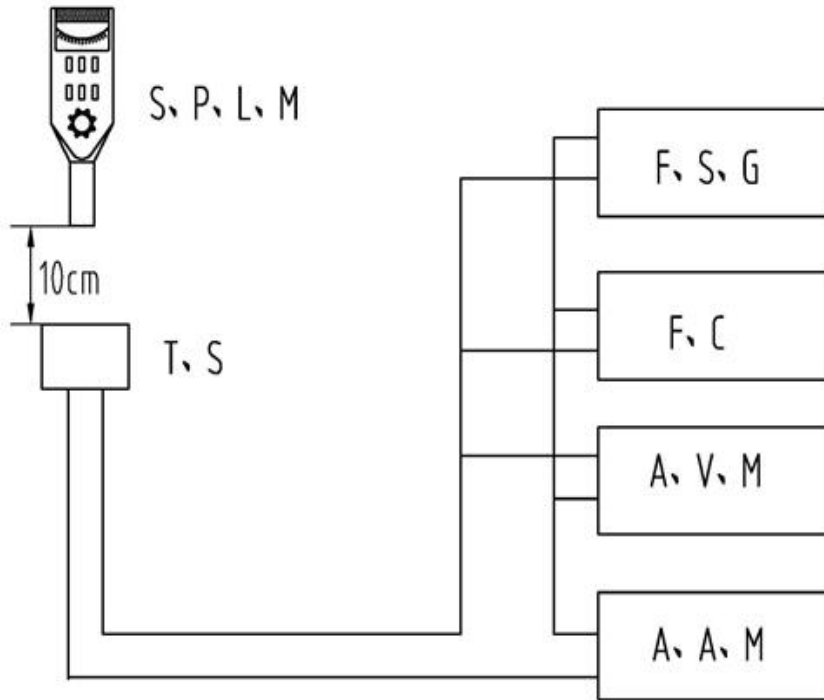 S、P、L、M
F、S、G
10cm
F、C
T、S
A、V、M
A、A、M